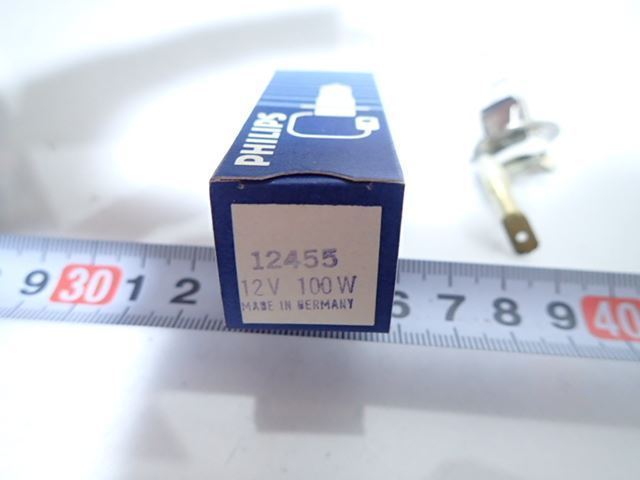 PHILIPS
12455
12V 100W
MADE IN GERMANY
9 30 1 2 6 7 8 9 40